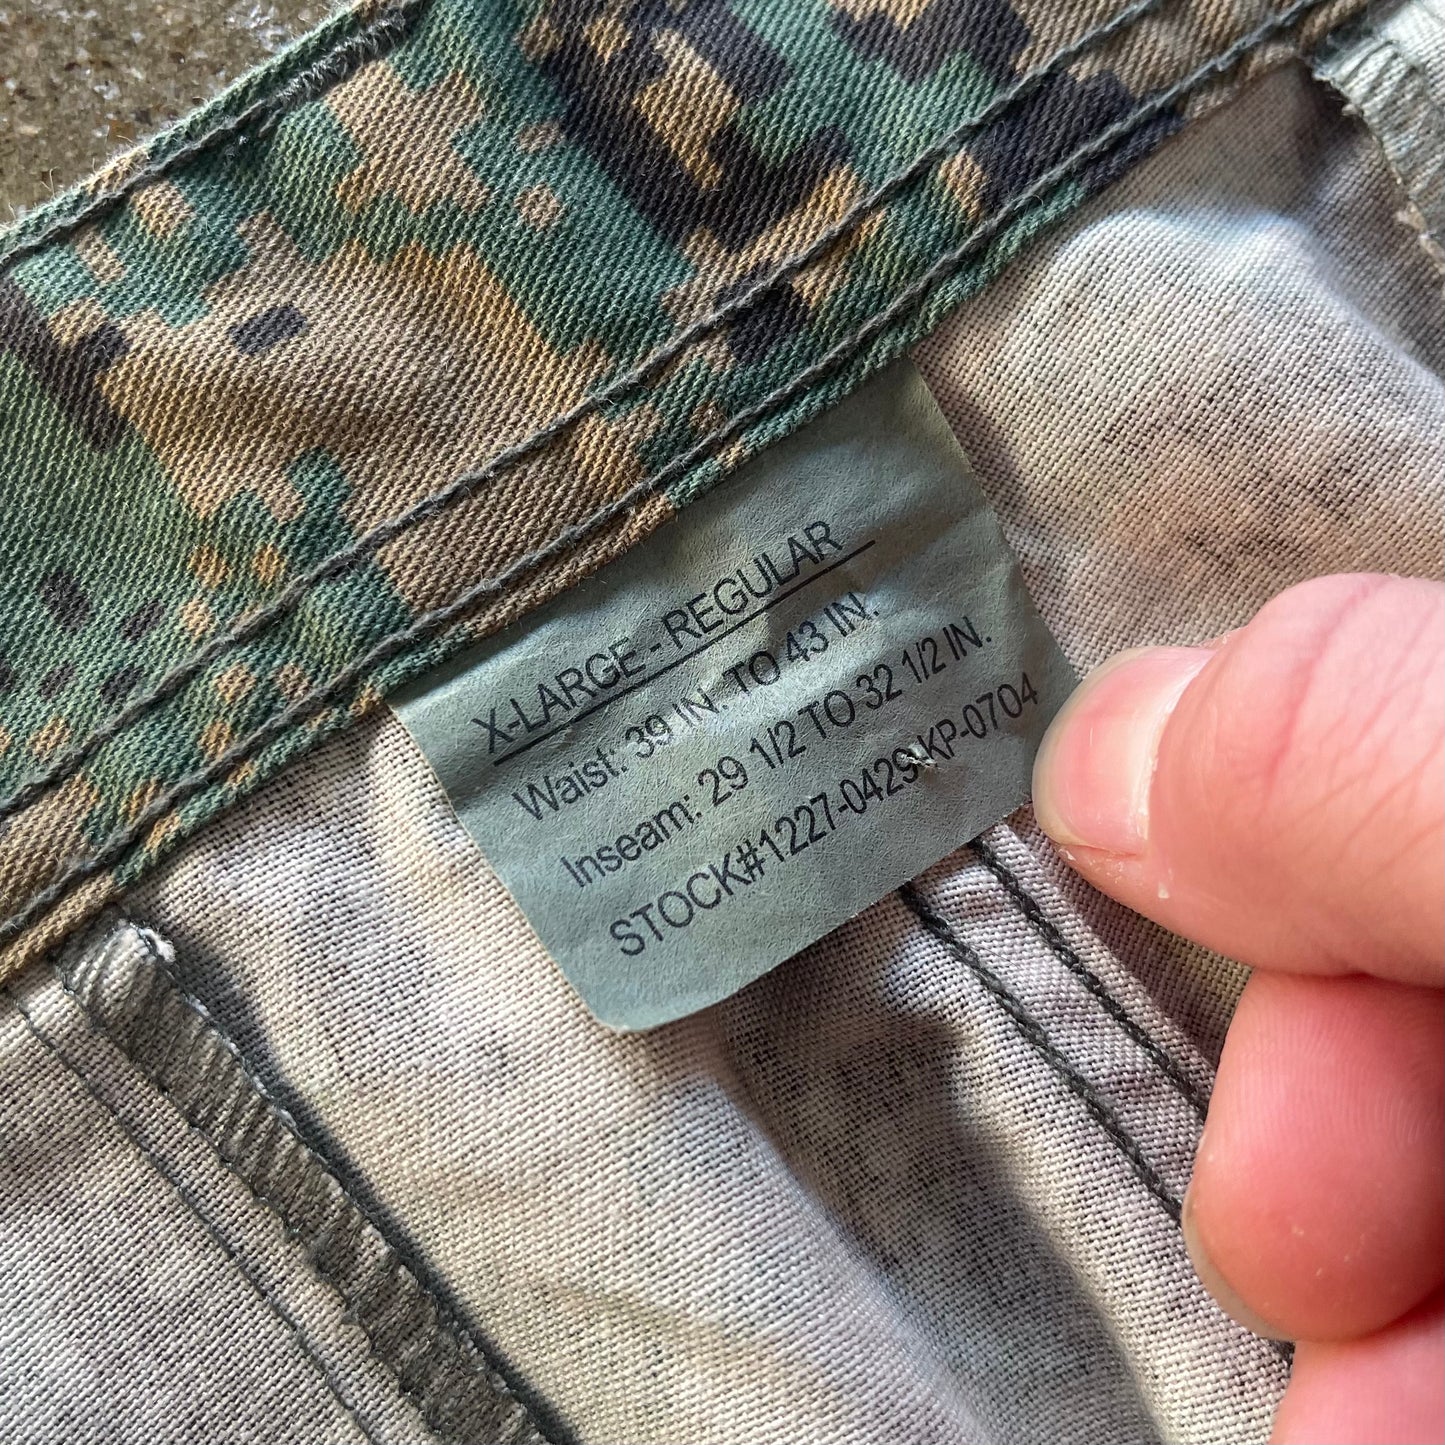 X-LARGE - REGULAR
Waist: 39 IN. TO 43 IN.
Inseam: 29 1/2 TO 32 1/2 IN.
STOCK#1227-0429-KP-0704